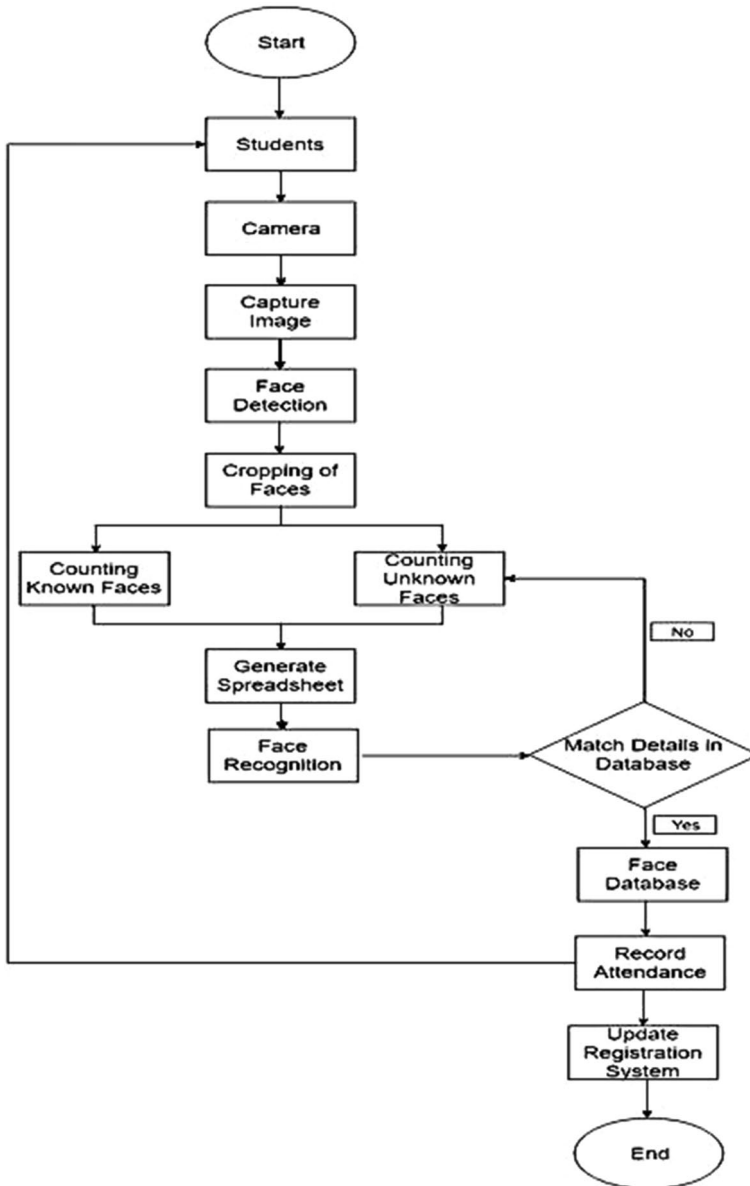 Start
Students
Camera
Capture
Image
Face
Detection
Cropping of
Faces
Counting
Known Faces
Counting
Unknown
Faces
No
Generate
Spreadsheet
Face
Recognition
Match Details in
Database
Yes
Face
Database
Record
Attendance
Update
Registration
System
End